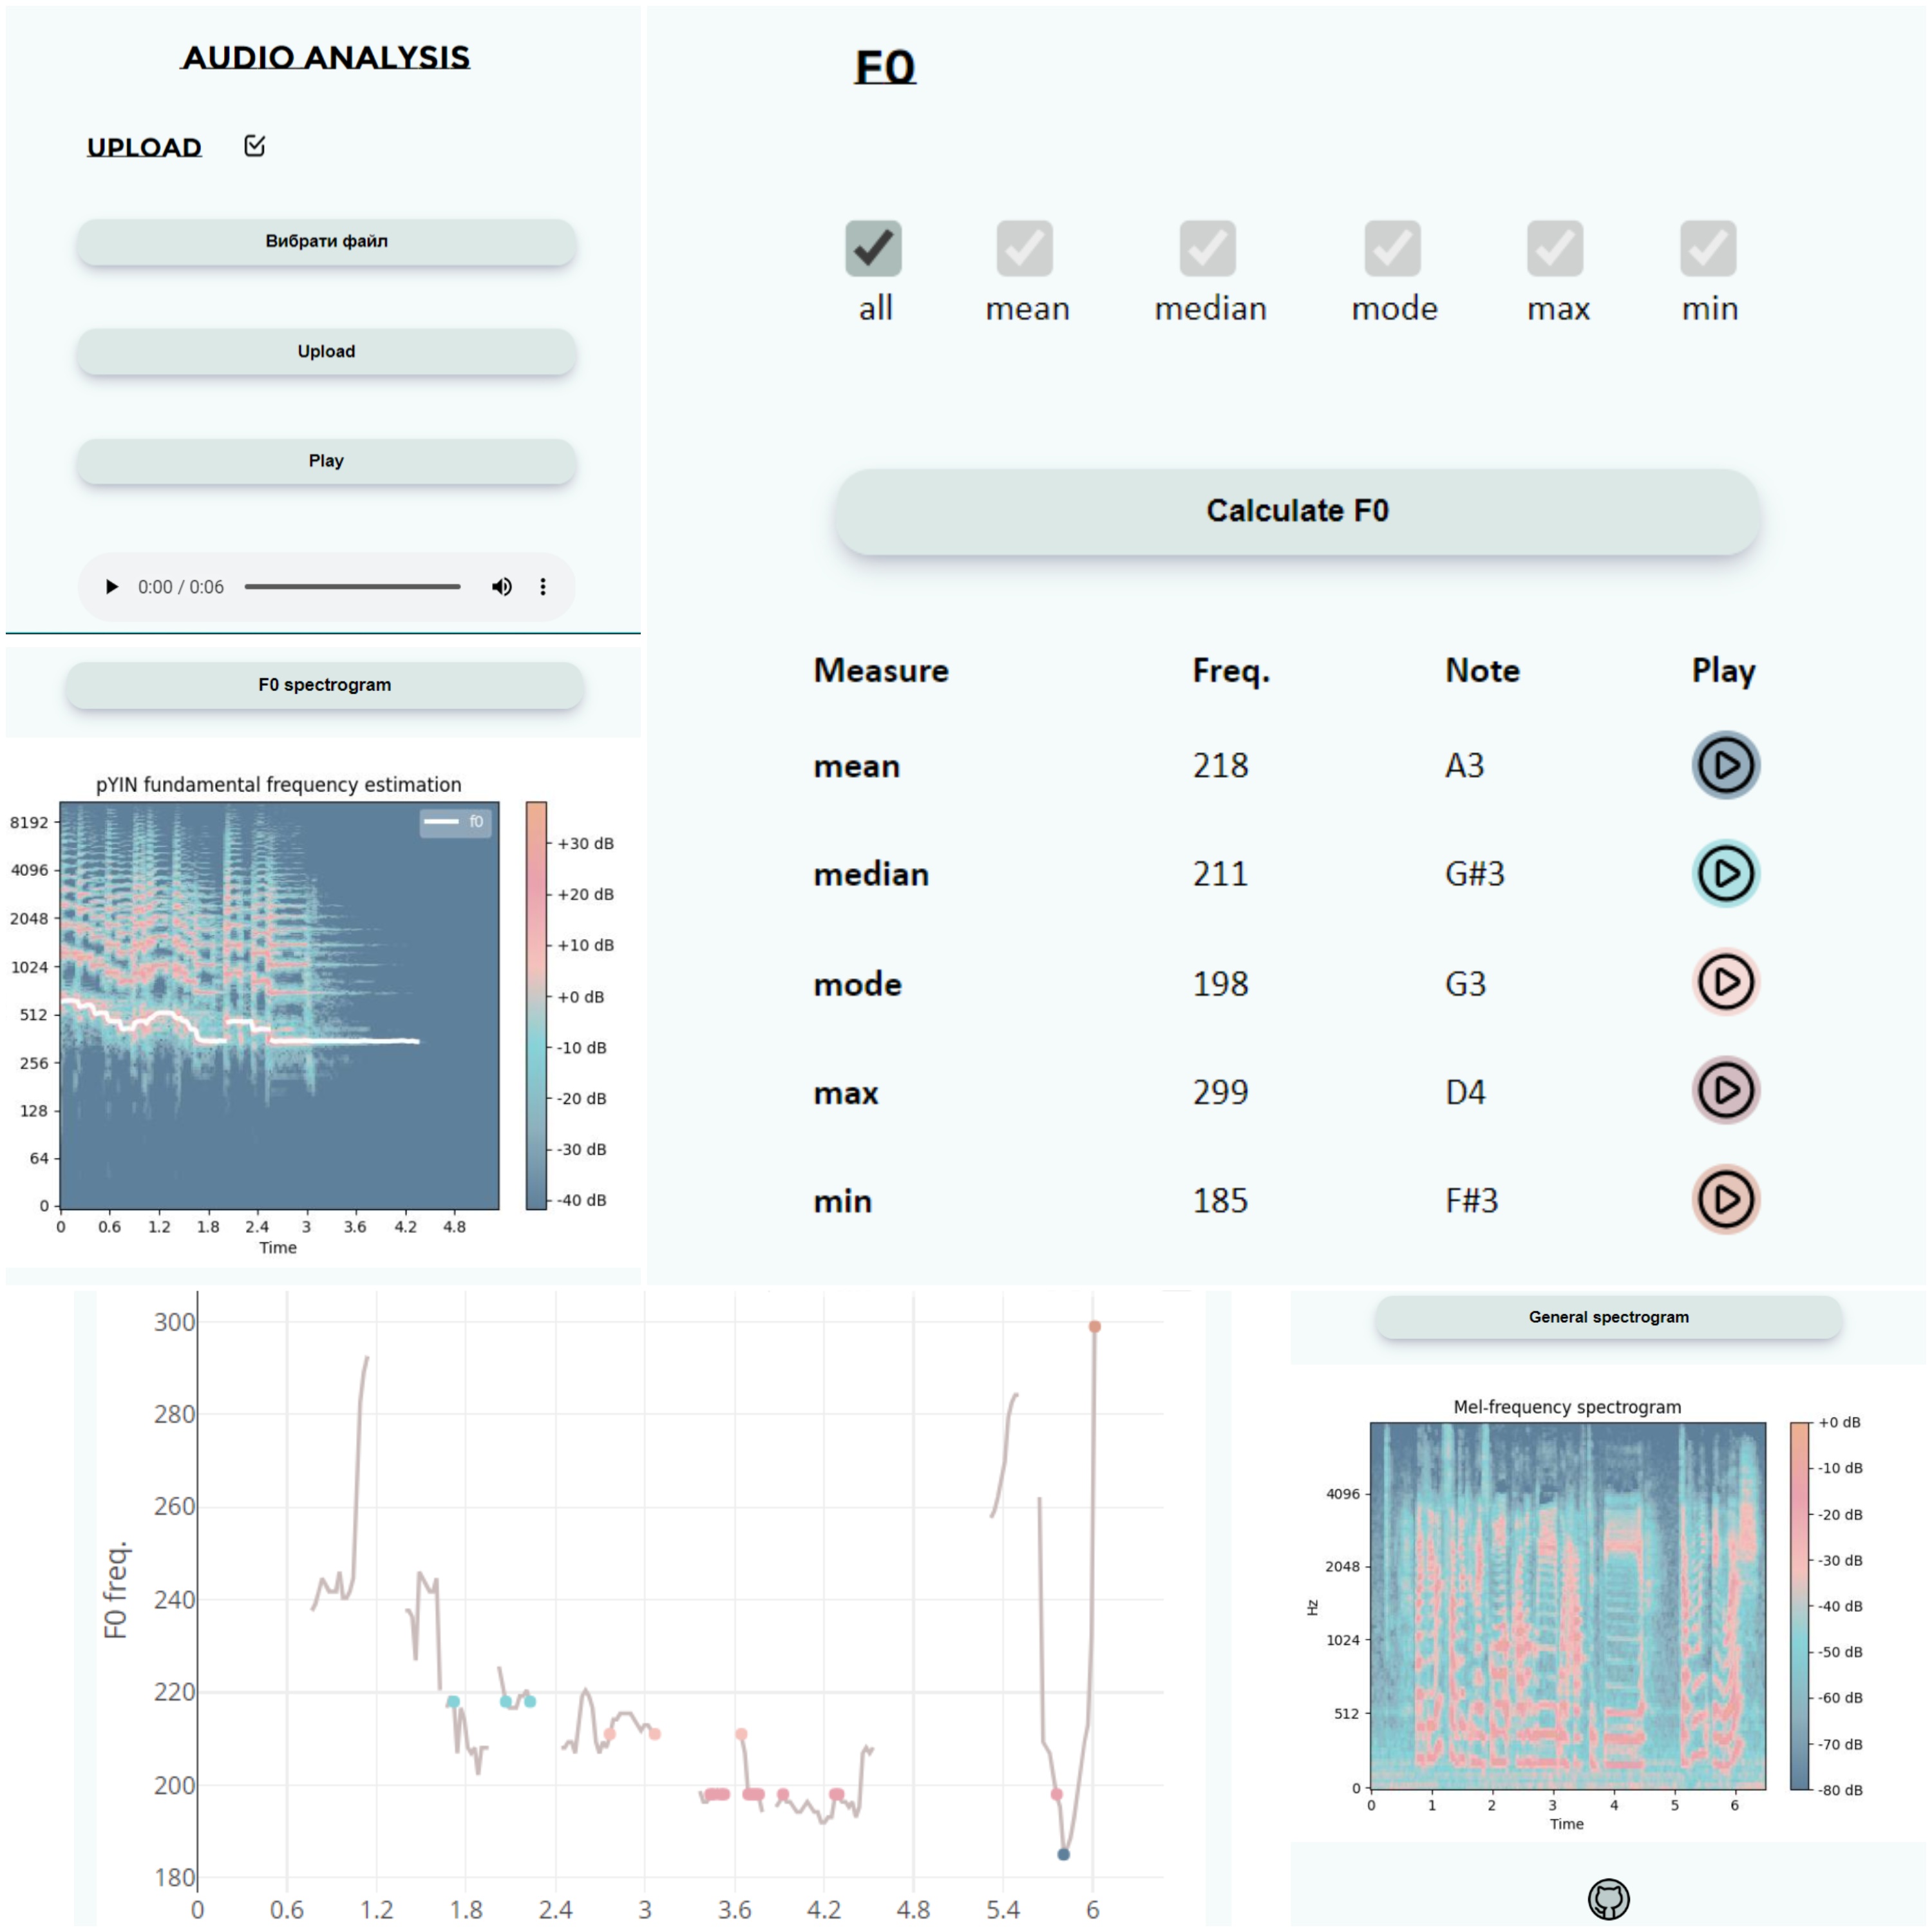 AUDIO ANALYSIS
UPLOAD
Вибрати файл
Upload
Play
0:00 / 0:06
F0
all mean median mode max min
Calculate F0
Measure Freq. Note Play
mean 218 A3
median 211 G#3
mode 198 G3
max 299 D4
min 185 F#3
F0 spectrogram
pYIN fundamental frequency estimation
f0
8192
4096
2048
1024
512
256
128
64
0
0 0.6 1.2 1.8 2.4 3 3.6 4.2 4.8
Time
+30 dB
+20 dB
+10 dB
+0 dB
-10 dB
-20 dB
-30 dB
-40 dB
300
280
260
240
220
200
180
F0 freq.
0 0.6 1.2 1.8 2.4 3 3.6 4.2 4.8 5.4 6
General spectrogram
Mel-frequency spectrogram
4096
2048
1024
512
0
Hz
0 1 2 3 4 5 6
Time
+0 dB
-10 dB
-20 dB
-30 dB
-40 dB
-50 dB
-60 dB
-70 dB
-80 dB